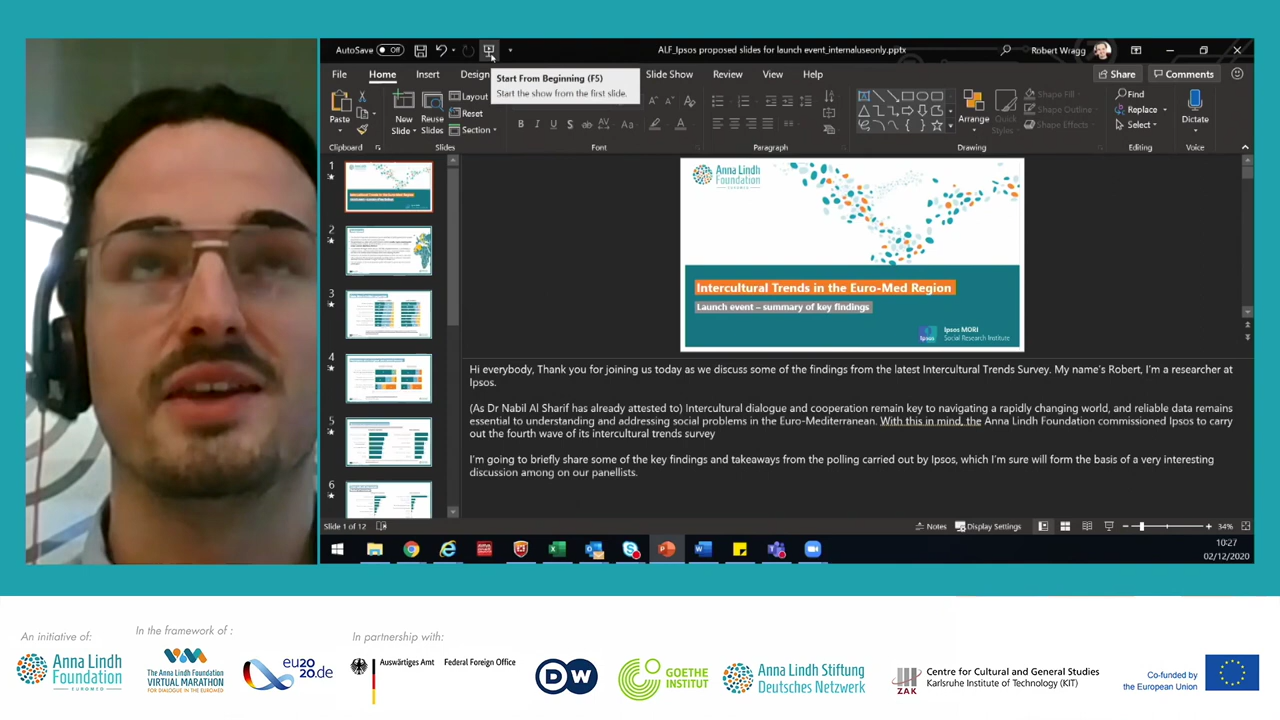 AutoSave Off
ALF_Ipsos proposed slides for launch event_internaluseonly.pptx
Robert Wragg
File Home Insert Design Slide Show Review View Help
Share Comments
Start From Beginning (F5)
Start the show from the first slide.
Paste
New Slide
Reuse Slides
Layout
Reset
Section
B I U S ab AV Aa A
Arrange
Quick Styles
Shape Fill
Shape Outline
Shape Effects
Find
Replace
Select
Dictate
Clipboard Slides Font Paragraph Drawing Editing Voice
1
2
3
4
5
6
Anna Lindh
Foundation
EUROMED
Intercultural Trends in the Euro-Med Region
Launch event – summary of key findings
Ipsos
Ipsos MORI
Social Research Institute
Hi everybody, Thank you for joining us today as we discuss some of the findings from the latest Intercultural Trends Survey. My name's Robert, I'm a researcher at
Ipsos.
(As Dr Nabil Al Sharif has already attested to) Intercultural dialogue and cooperation remain key to navigating a rapidly changing world, and reliable data remains
essential to understanding and addressing social problems in the Euro-Mediterranean. With this in mind, the Anna Lindh Foundation commissioned Ipsos to carry
out the fourth wave of its intercultural trends survey
I'm going to briefly share some of the key findings and takeaways from the polling carried out by Ipsos, which I'm sure will form the basis of a very interesting
discussion among on our panellists.
Slide 1 of 12
Notes Display Settings 34%
10:27
02/12/2020
An initiative of:
Anna Lindh
Foundation
EUROMED
In the framework of :
The Anna Lindh Foundation
VIRTUAL MARATHON
FOR DIALOGUE IN THE EUROMED
eu20
20.de
In partnership with:
Auswärtiges Amt Federal Foreign Office
DW
GOETHE
INSTITUT
Anna Lindh Stiftung
Deutsches Netzwerk
ZAK
Centre for Cultural and General Studies
Karlsruhe Institute of Technology (KIT)
Co-funded by
the European Union